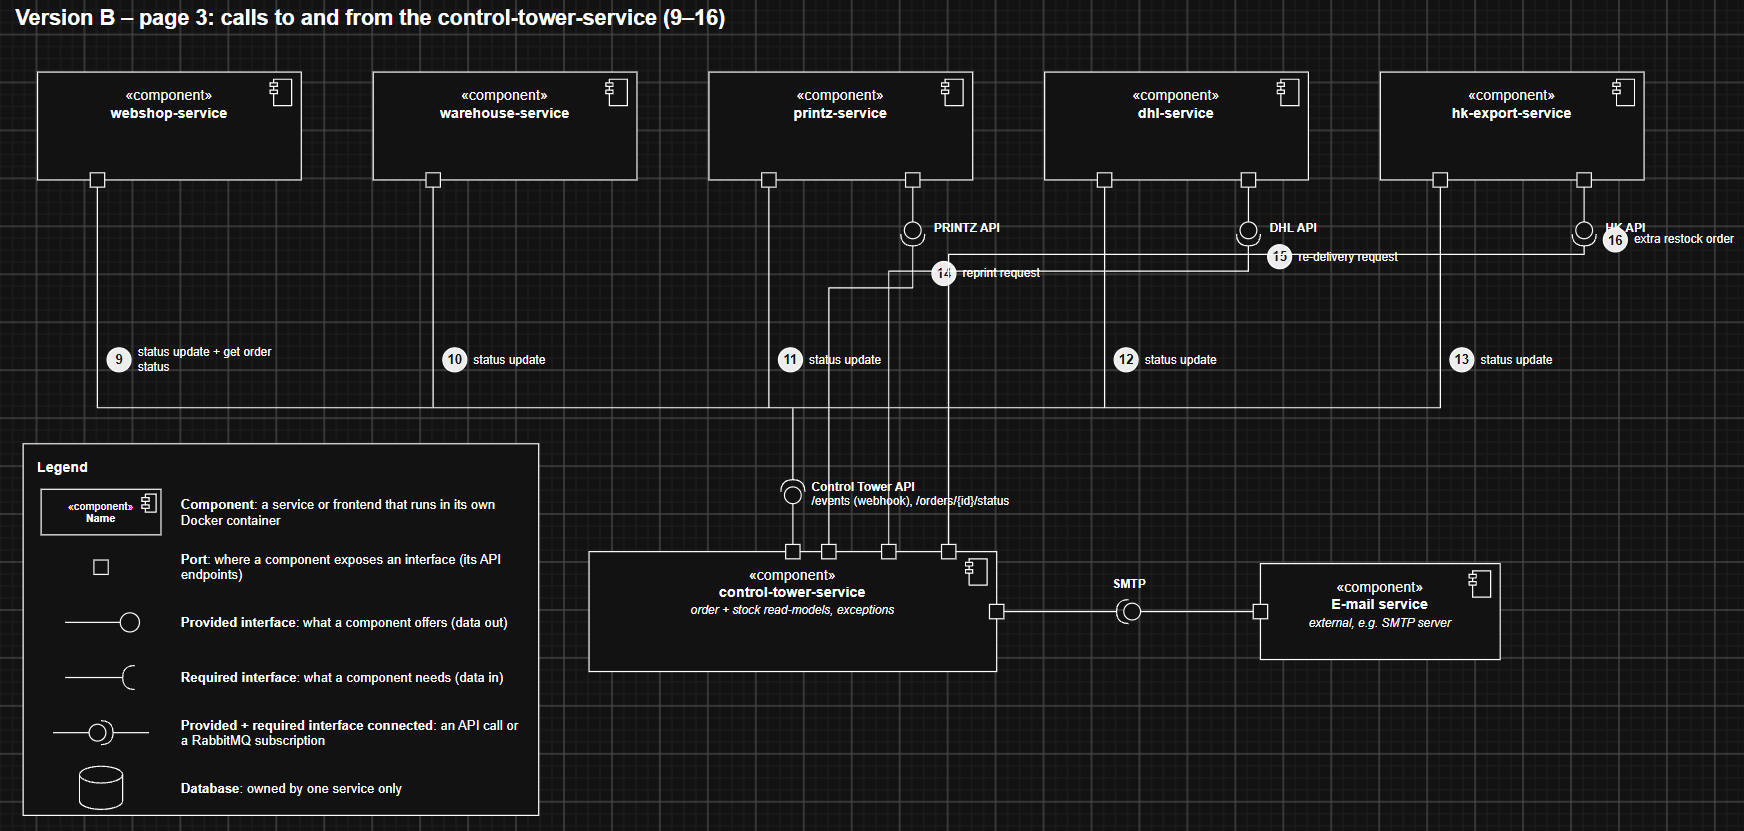 Version B – page 3: calls to and from the control-tower-service (9–16)
«component»
webshop-service
«component»
warehouse-service
«component»
printz-service
«component»
dhl-service
«component»
hk-export-service
PRINTZ API
DHL API
HK API
16 extra restock order
15 re-delivery request
14 reprint request
9 status update + get order
status
10 status update
11 status update
12 status update
13 status update
Control Tower API
/events (webhook), /orders/{id}/status
«component»
control-tower-service
order + stock read-models, exceptions
SMTP
«component»
E-mail service
external, e.g. SMTP server
Legend
«component»
Name
Component: a service or frontend that runs in its own
Docker container
Port: where a component exposes an interface (its API
endpoints)
Provided interface: what a component offers (data out)
Required interface: what a component needs (data in)
Provided + required interface connected: an API call or
a RabbitMQ subscription
Database: owned by one service only